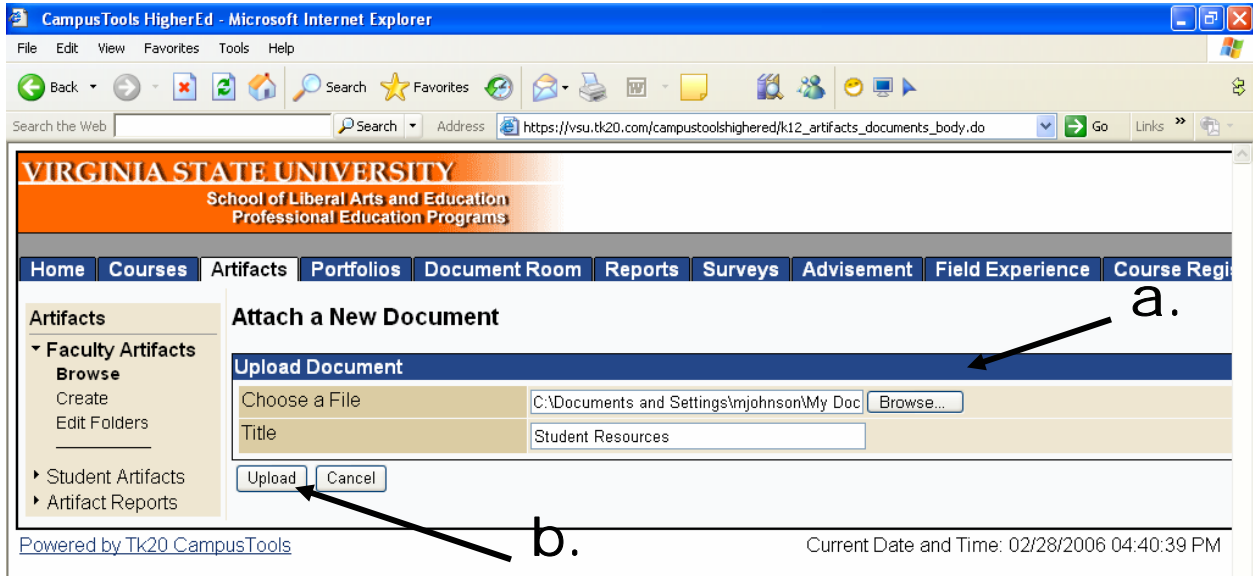 CampusTools HigherEd - Microsoft Internet Explorer
File Edit View Favorites Tools Help
Back Search Favorites W
Search the Web Search Address https://vsu.tk20.com/campustoolshighered/k12_artifacts_documents_body.do Go Links »
VIRGINIA STATE UNIVERSITY
School of Liberal Arts and Education
Professional Education Programs
Home Courses Artifacts Portfolios Document Room Reports Surveys Advisement Field Experience Course Regi
a.
Artifacts
Faculty Artifacts
Browse
Create
Edit Folders
Student Artifacts
Artifact Reports
Attach a New Document
Upload Document
Choose a File C:\Documents and Settings\mjohnson\My Doc Browse...
Title Student Resources
Upload Cancel
b.
Powered by Tk20 CampusTools Current Date and Time: 02/28/2006 04:40:39 PM